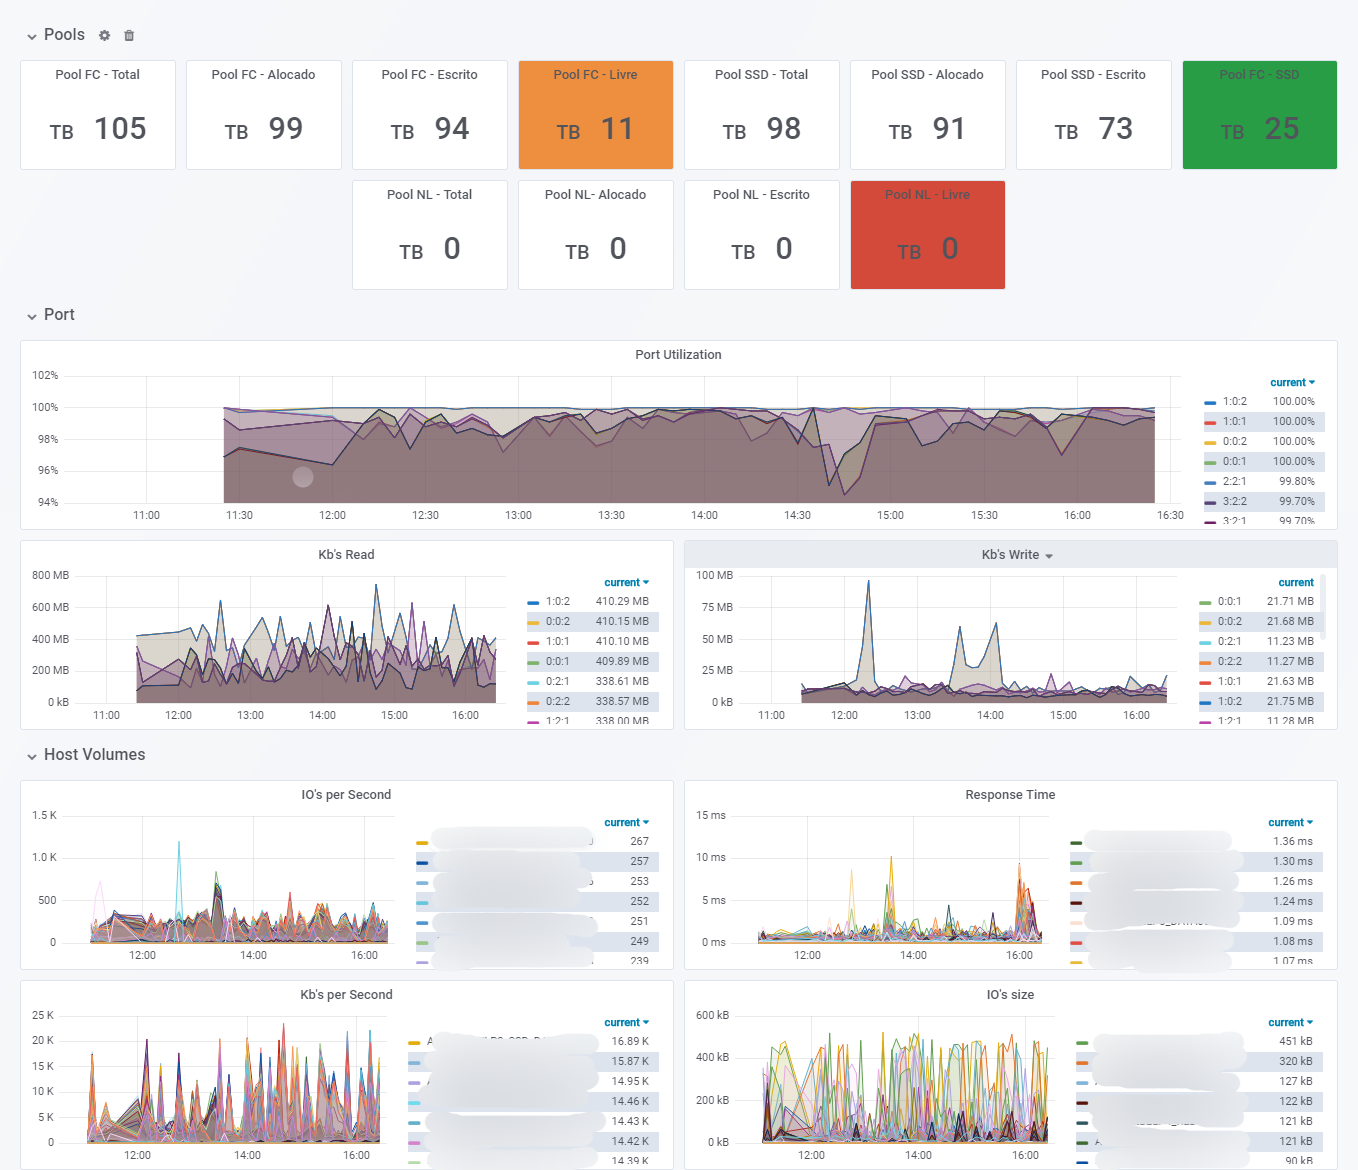 Pools
Pool FC - Total
TB 105
Pool FC - Alocado
TB 99
Pool FC - Escrito
TB 94
Pool FC - Livre
TB 11
Pool SSD - Total
TB 98
Pool SSD - Alocado
TB 91
Pool SSD - Escrito
TB 73
Pool FC - SSD
TB 25
Pool NL - Total
TB 0
Pool NL- Alocado
TB 0
Pool NL - Escrito
TB 0
Pool NL - Livre
TB 0
Port
Port Utilization
102%
100%
98%
96%
94%
11:00 11:30 12:00 12:30 13:00 13:30 14:00 14:30 15:00 15:30 16:00 16:30
current
1:0:2 100.00%
1:0:1 100.00%
0:0:2 100.00%
0:0:1 100.00%
2:2:1 99.80%
3:2:2 99.70%
3:2:1 99.70%
Kb's Read
800 MB
600 MB
400 MB
200 MB
0 kB
11:00 12:00 13:00 14:00 15:00 16:00
current
1:0:2 410.29 MB
0:0:2 410.15 MB
1:0:1 410.10 MB
0:0:1 409.89 MB
0:2:1 338.61 MB
0:2:2 338.57 MB
1:2:1 338.00 MB
Kb's Write
100 MB
75 MB
50 MB
25 MB
0 kB
11:00 12:00 13:00 14:00 15:00 16:00
current
0:0:1 21.71 MB
0:0:2 21.68 MB
0:2:1 11.23 MB
0:2:2 11.27 MB
1:0:1 21.63 MB
1:0:2 21.75 MB
1:2:1 11.28 MB
Host Volumes
IO's per Second
1.5 K
1.0 K
500
0
12:00 14:00 16:00
current
267
257
253
252
251
249
239
Response Time
15 ms
10 ms
5 ms
0 ms
12:00 14:00 16:00
current
1.36 ms
1.30 ms
1.26 ms
1.24 ms
1.09 ms
1.08 ms
1.07 ms
Kb's per Second
25 K
20 K
15 K
10 K
5 K
0
12:00 14:00 16:00
current
16.89 K
15.87 K
14.95 K
14.46 K
14.43 K
14.42 K
14.39 K
IO's size
600 kB
400 kB
200 kB
0 kB
12:00 14:00 16:00
current
451 kB
320 kB
127 kB
122 kB
121 kB
121 kB
90 kB